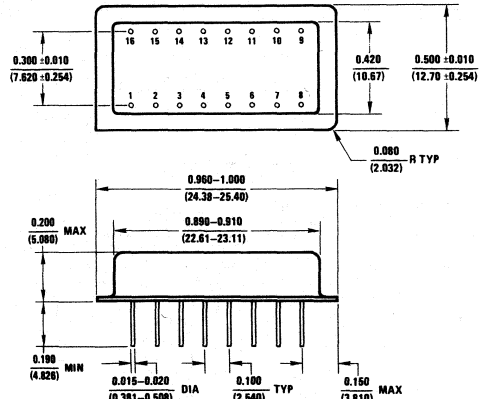 16 15 14 13 12 11 10 9
0.300 ±0.010
(7.620 ±0.254)
1 2 3 4 5 6 7 8
0.420
(10.67)
0.500 ±0.010
(12.70 ±0.254)
0.080
(2.032)
R TYP
0.960–1.000
(24.38–25.40)
0.890–0.910
(22.61–23.11)
0.200
(5.080)
MAX
0.190
(4.826)
MIN
0.015–0.020
(0.381–0.508)
DIA
0.100
(2.540)
TYP
0.150
(3.810)
MAX